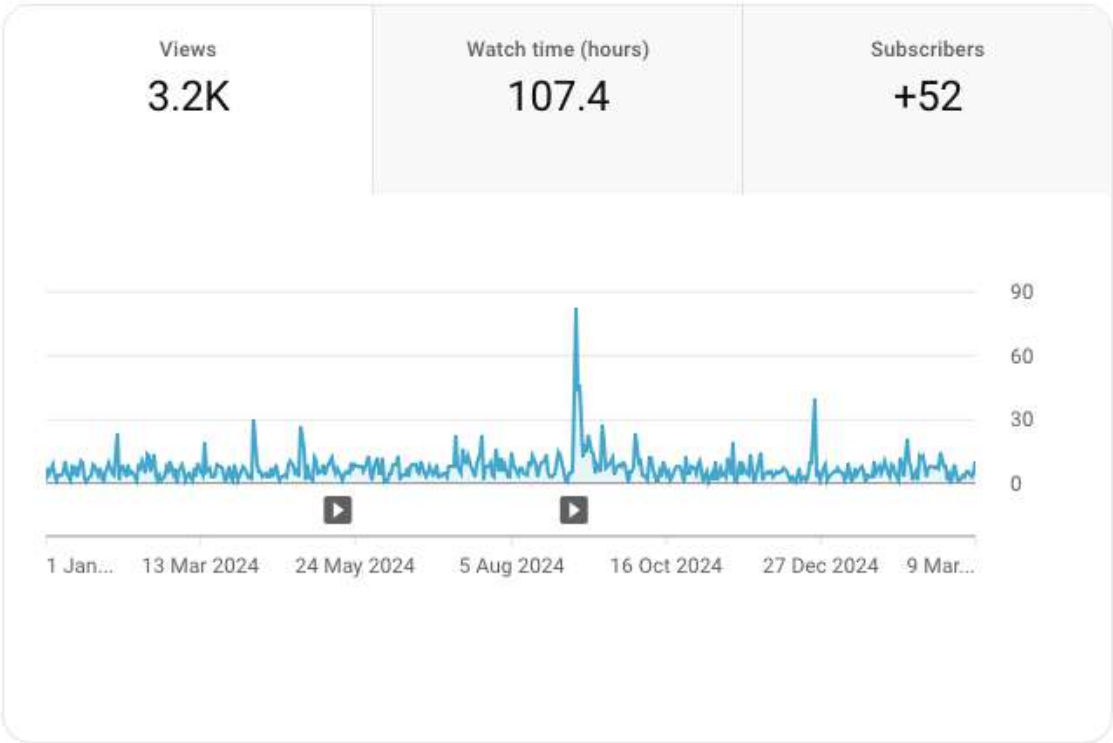 Views
3.2K
Watch time (hours)
107.4
Subscribers
+52
90
60
30
0
1 Jan... 13 Mar 2024 24 May 2024 5 Aug 2024 16 Oct 2024 27 Dec 2024 9 Mar...